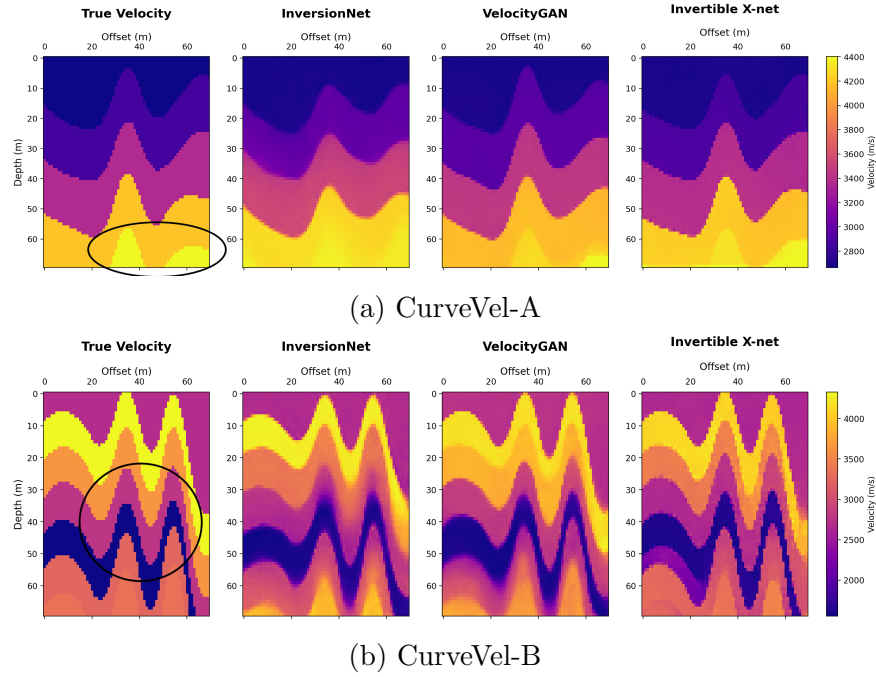 True Velocity InversionNet VelocityGAN Invertible X-net
Offset (m) Offset (m) Offset (m) Offset (m)
0 20 40 60 0 20 40 60 0 20 40 60 0 20 40 60
0
10
20
30
40
50
60
Depth (m)
4400
4200
4000
3800
3600
3400
3200
3000
2800
Velocity (m/s)
(a) CurveVel-A
True Velocity InversionNet VelocityGAN Invertible X-net
Offset (m) Offset (m) Offset (m) Offset (m)
0 20 40 60 0 20 40 60 0 20 40 60 0 20 40 60
0
10
20
30
40
50
60
Depth (m)
4000
3500
3000
2500
2000
Velocity (m/s)
(b) CurveVel-B